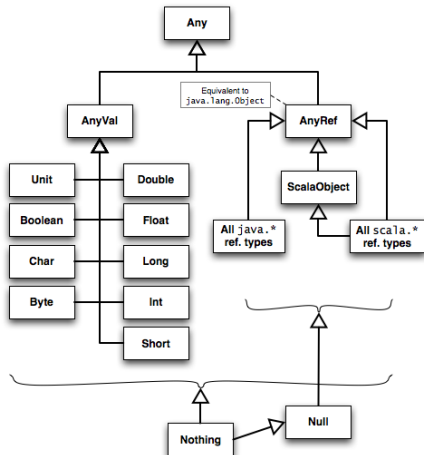 Any
Equivalent to
java.lang.Object
AnyVal
AnyRef
Unit
Double
ScalaObject
Boolean
Float
All java.*
ref. types
All scala.*
ref. types
Char
Long
Byte
Int
Short
Null
Nothing